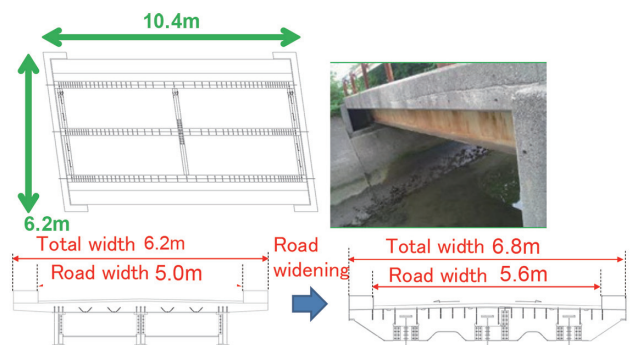 10.4m
6.2m
Total width 6.2m
Road width 5.0m
Road
widening
Total width 6.8m
Road width 5.6m